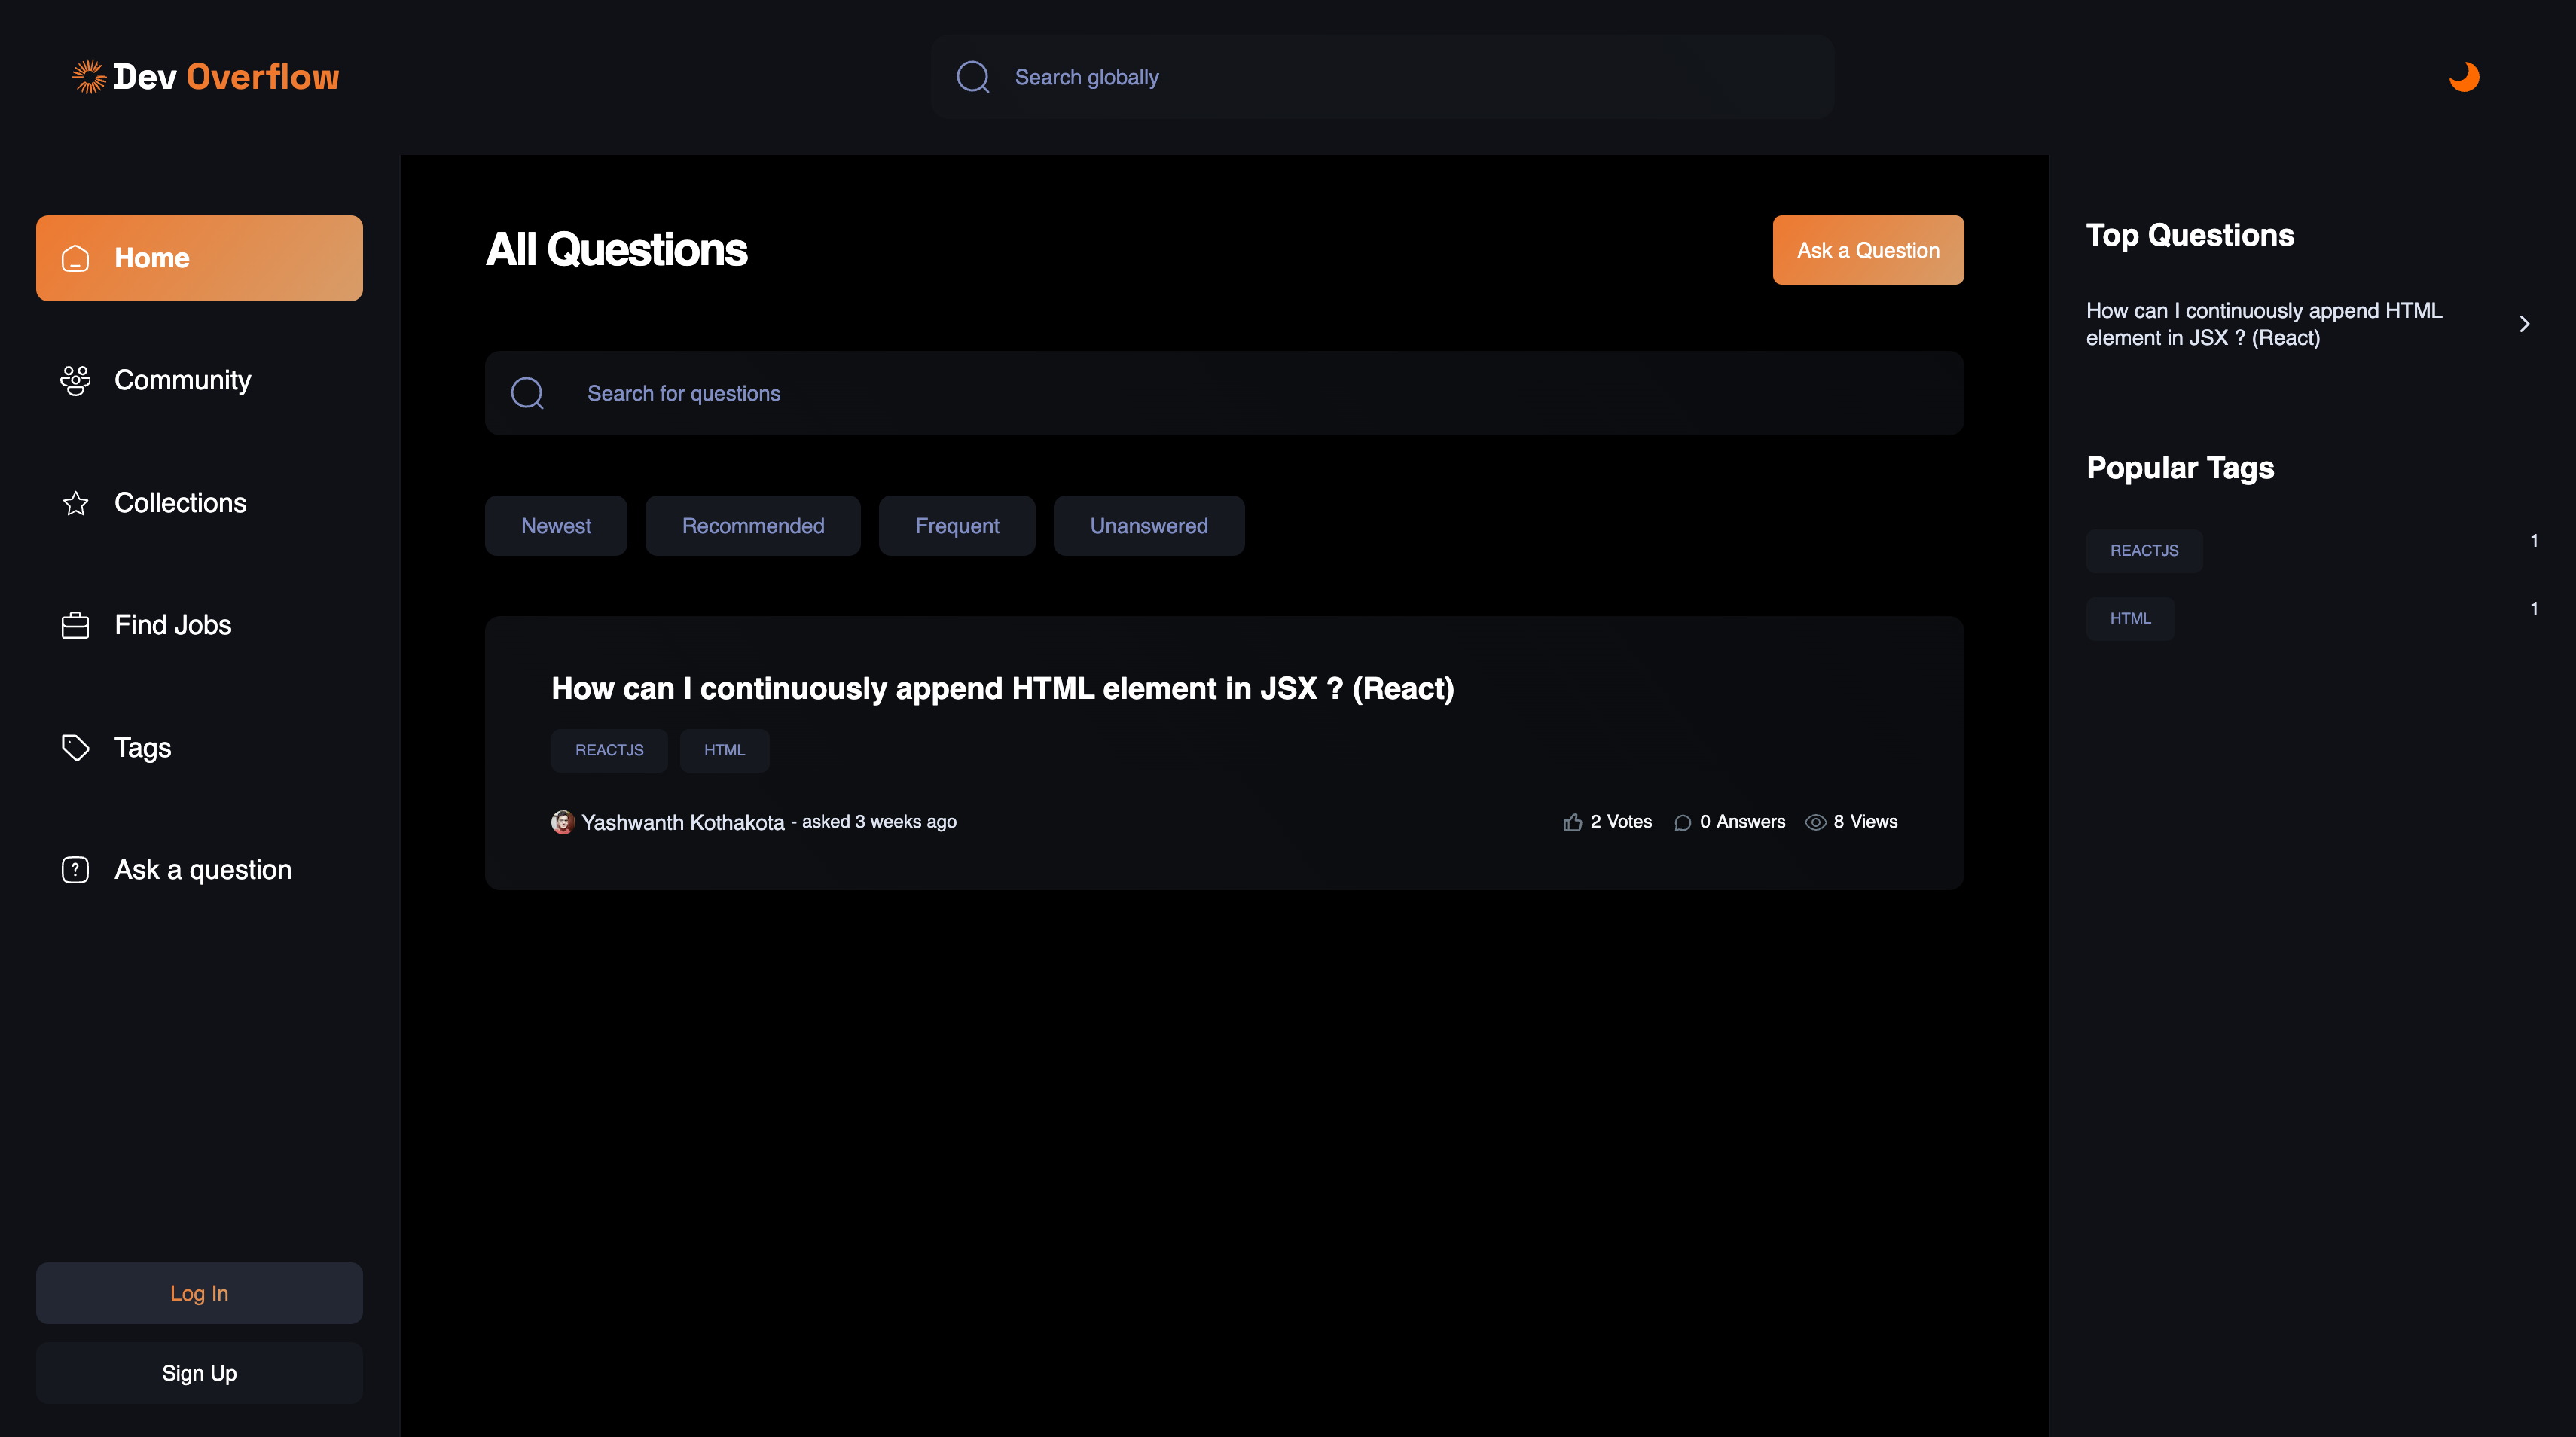 Dev Overflow
Search globally
Home
Community
Collections
Find Jobs
Tags
Ask a question
Log In
Sign Up
All Questions
Ask a Question
Search for questions
Newest
Recommended
Frequent
Unanswered
How can I continuously append HTML element in JSX ? (React)
REACTJS
HTML
Yashwanth Kothakota - asked 3 weeks ago
2 Votes
0 Answers
8 Views
Top Questions
How can I continuously append HTML
element in JSX ? (React)
Popular Tags
REACTJS
1
HTML
1